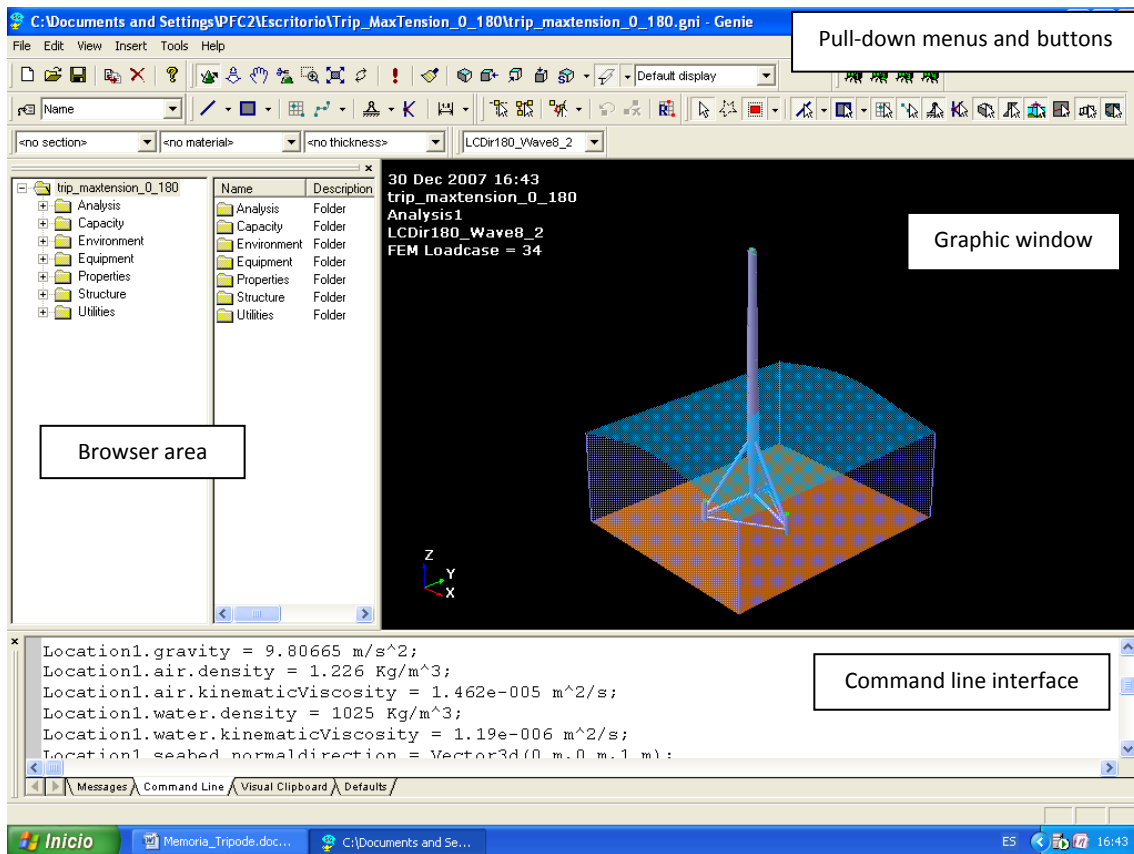 C:\Documents and Settings\PFC2\Escritorio\Trip_MaxTension_0_180\trip_maxtension_0_180.gni - Genie
Pull-down menus and buttons
File Edit View Insert Tools Help
Default display
Name
<no section> <no material> <no thickness> LCDir180_Wave8_2
trip_maxtension_0_180
Analysis
Capacity
Environment
Equipment
Properties
Structure
Utilities
Name Description
Analysis Folder
Capacity Folder
Environment Folder
Equipment Folder
Properties Folder
Structure Folder
Utilities Folder
Browser area
30 Dec 2007 16:43
trip_maxtension_0_180
Analysis1
LCDir180_Wave8_2
FEM Loadcase = 34
Graphic window
Z
Y
X
Location1.gravity = 9.80665 m/s^2;
Location1.air.density = 1.226 Kg/m^3;
Location1.air.kinematicViscosity = 1.462e-005 m^2/s;
Location1.water.density = 1025 Kg/m^3;
Location1.water.kinematicViscosity = 1.19e-006 m^2/s;
Location1.seabed_normaldirection = Vector3d(0 m,0 m,1 m);
Command line interface
Messages Command Line Visual Clipboard Defaults
Inicio Memoria_Tripode.doc... C:\Documents and Se... ES 16:43